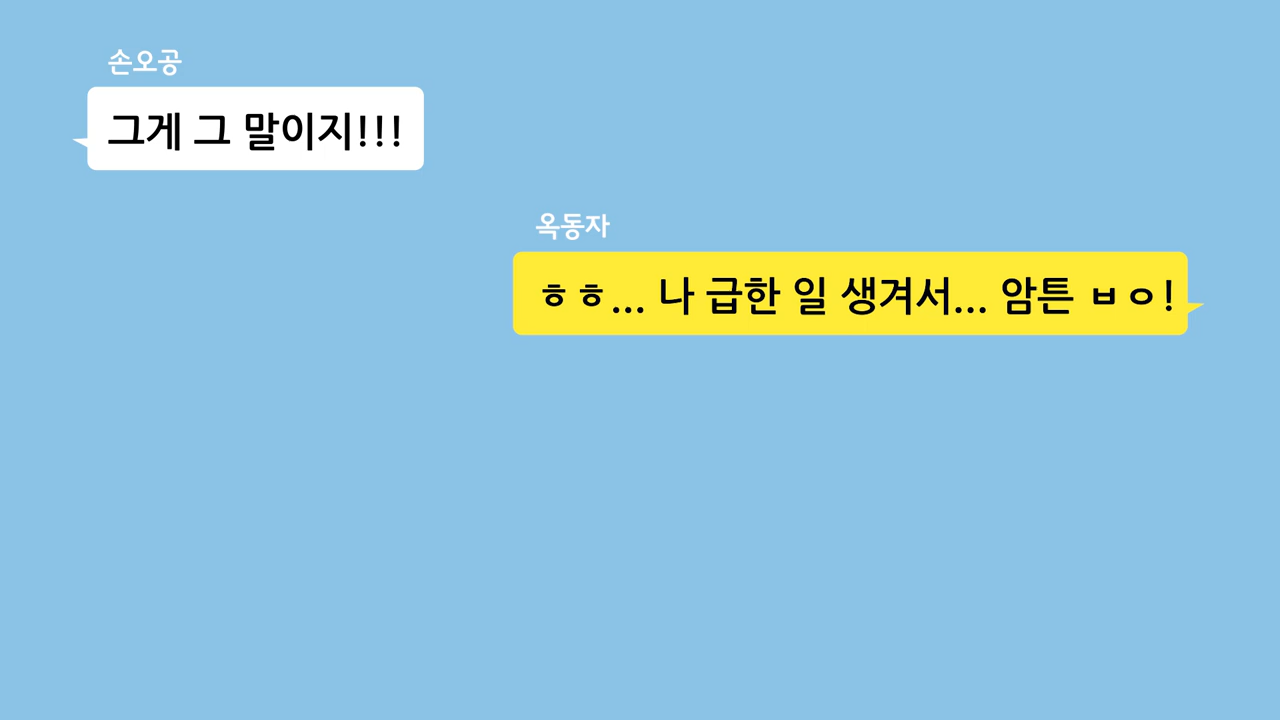 손오공
그게 그 말이지!!!
옥동자
ㅎㅎ... 나 급한 일 생겨서... 암튼 ㅂㅇ!